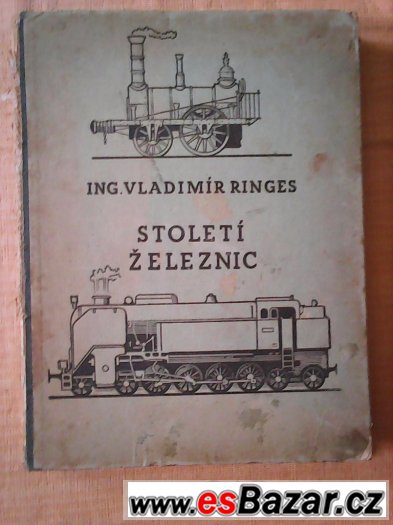 ING. VLADIMÍR RINGES
STOLETÍ
ŽELEZNIC
www.esBazar.cz